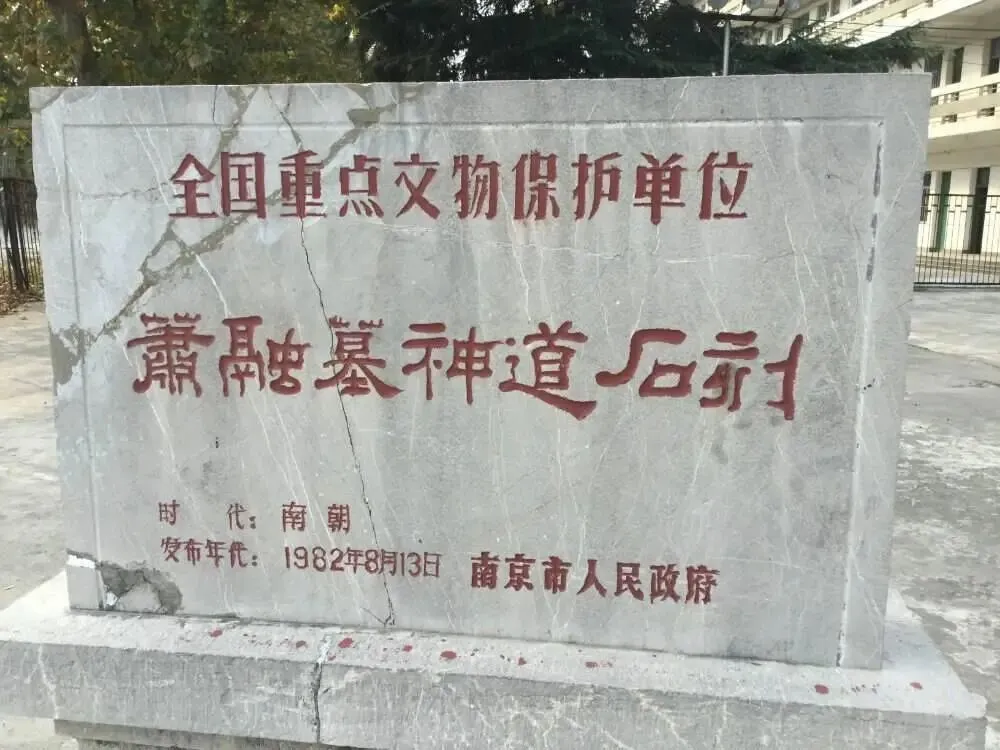 全国重点文物保护单位
萧融墓神道石刻
时　代：南朝
发布年代：1982年8月13日 南京市人民政府